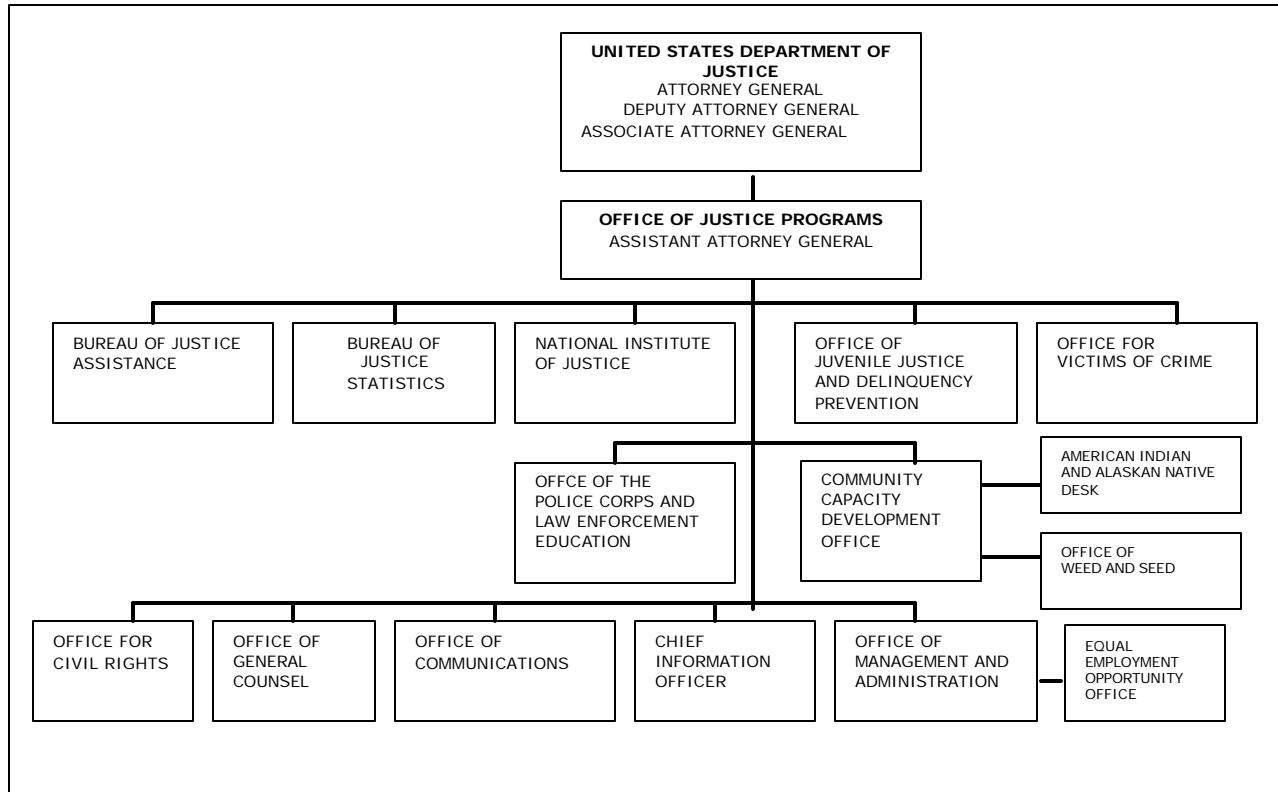 UNITED STATES DEPARTMENT OF
JUSTICE
ATTORNEY GENERAL
DEPUTY ATTORNEY GENERAL
ASSOCIATE ATTORNEY GENERAL
OFFICE OF JUSTICE PROGRAMS
ASSISTANT ATTORNEY GENERAL
BUREAU OF JUSTICE
ASSISTANCE
BUREAU OF
JUSTICE
STATISTICS
NATIONAL INSTITUTE
OF JUSTICE
OFFICE OF
JUVENILE JUSTICE
AND DELINQUENCY
PREVENTION
OFFICE FOR
VICTIMS OF CRIME
OFFCE OF THE
POLICE CORPS AND
LAW ENFORCEMENT
EDUCATION
COMMUNITY
CAPACITY
DEVELOPMENT
OFFICE
AMERICAN INDIAN
AND ALASKAN NATIVE
DESK
OFFICE OF
WEED AND SEED
OFFICE FOR
CIVIL RIGHTS
OFFICE OF
GENERAL
COUNSEL
OFFICE OF
COMMUNICATIONS
CHIEF
INFORMATION
OFFICER
OFFICE OF
MANAGEMENT AND
ADMINISTRATION
EQUAL
EMPLOYMENT
OPPORTUNITY
OFFICE